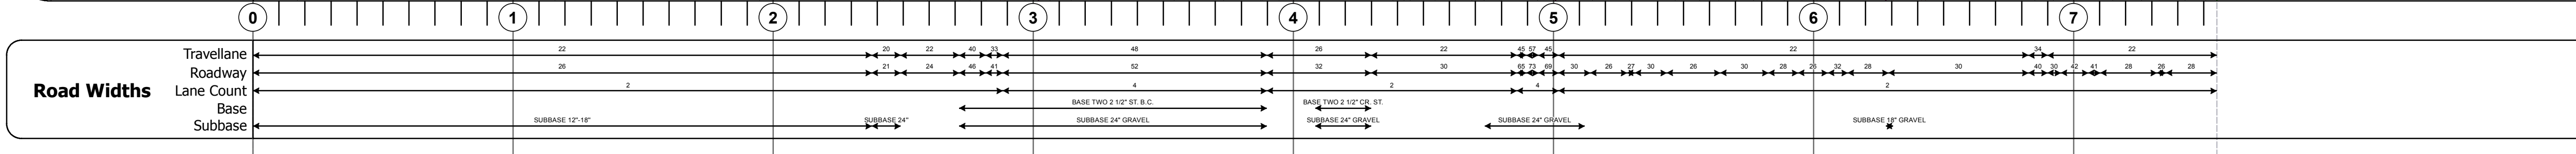 0 1 2 3 4 5 6 7
Road Widths
Travellane 22 20 22 40 33 48 26 22 45 57 45 22 34 22
Roadway 26 21 24 46 41 52 32 30 65 73 69 30 26 27 30 26 30 28 26 32 28 30 40 30 42 41 28 26 28
Lane Count 2 4 2 4 2
Base BASE TWO 2 1/2" ST. B.C. BASE TWO 2 1/2" CR. ST.
Subbase SUBBASE 12"-18" SUBBASE 24" SUBBASE 24" GRAVEL SUBBASE 24" GRAVEL SUBBASE 24" GRAVEL SUBBASE 18" GRAVEL